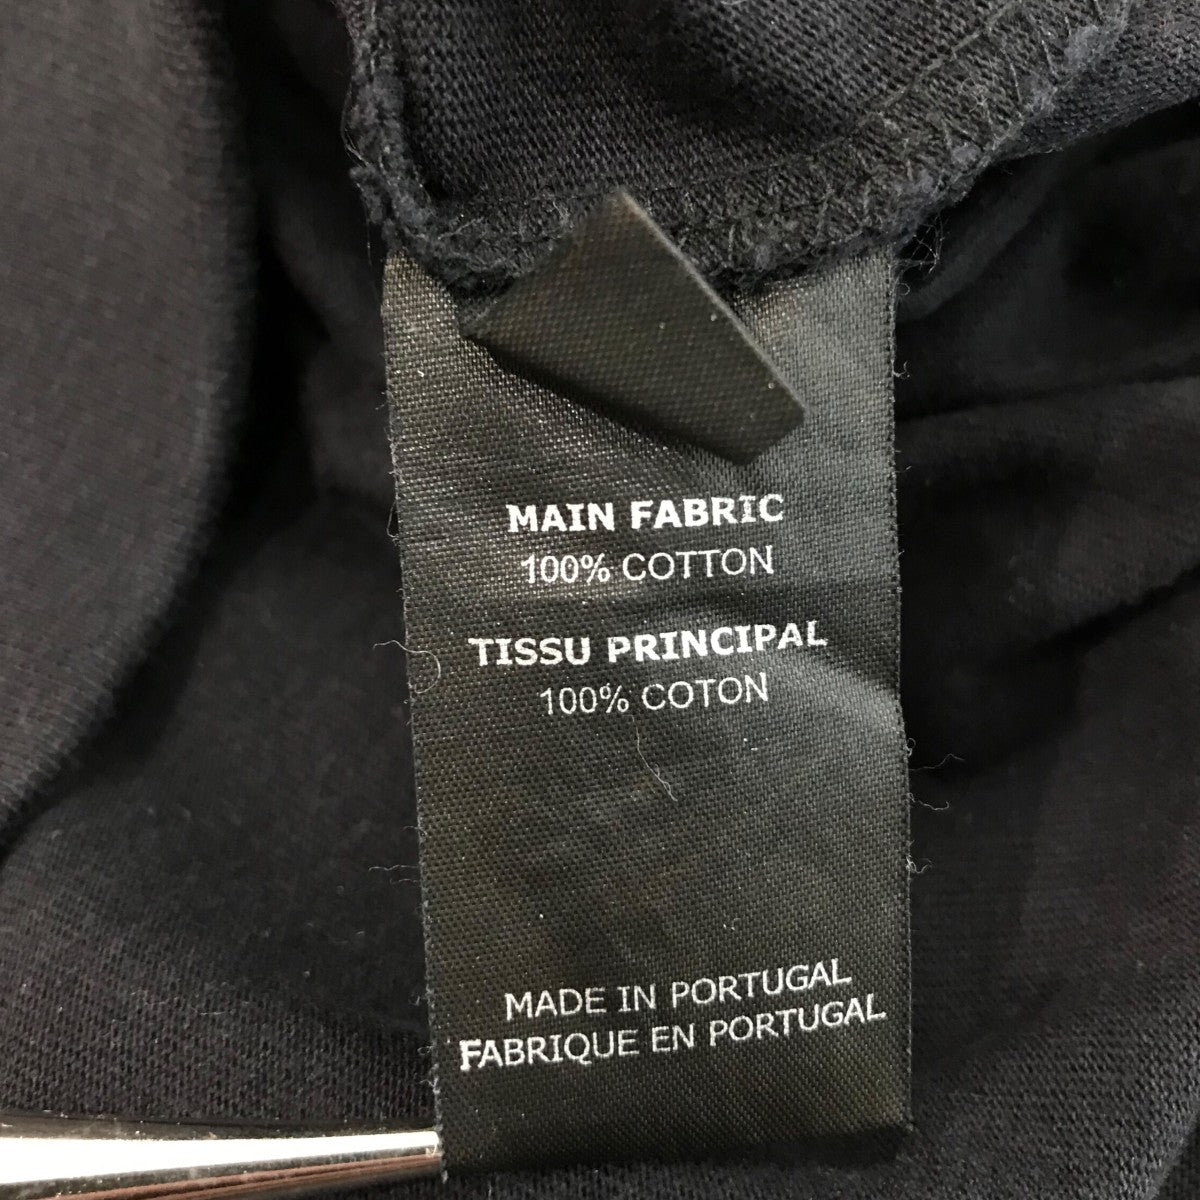 MAIN FABRIC
100% COTTON
TISSU PRINCIPAL
100% COTON
MADE IN PORTUGAL
FABRIQUE EN PORTUGAL